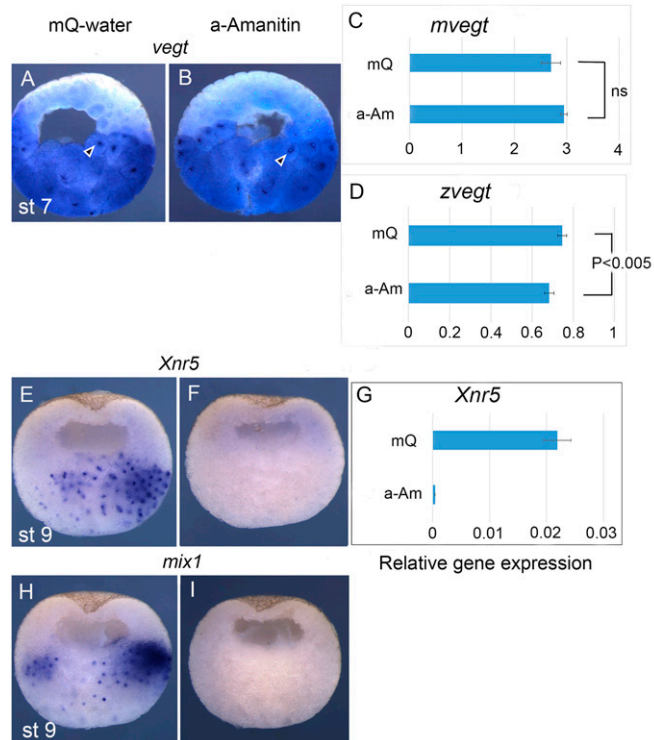 mQ-water a-Amanitin
vegt
A
B
st 7
C
mvegt
mQ
a-Am
ns
0 1 2 3 4
D
zvegt
mQ
a-Am
P<0.005
0 0.2 0.4 0.6 0.8 1
Xnr5
E
F
st 9
G
Xnr5
mQ
a-Am
0 0.01 0.02 0.03
Relative gene expression
mix1
H
I
st 9